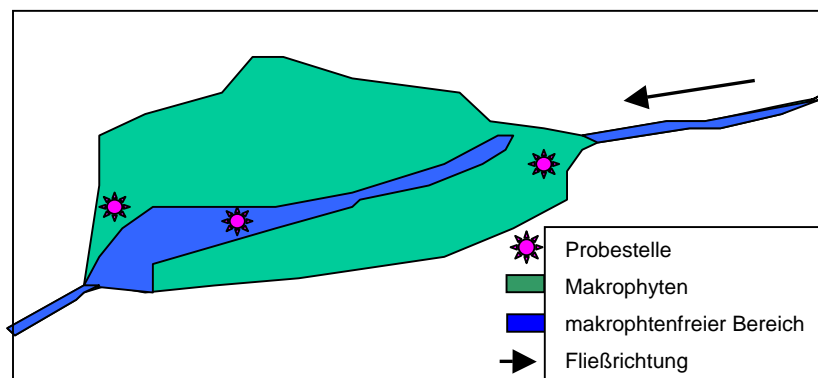 Probestelle
Makrophyten
makrophtenfreier Bereich
Fließrichtung